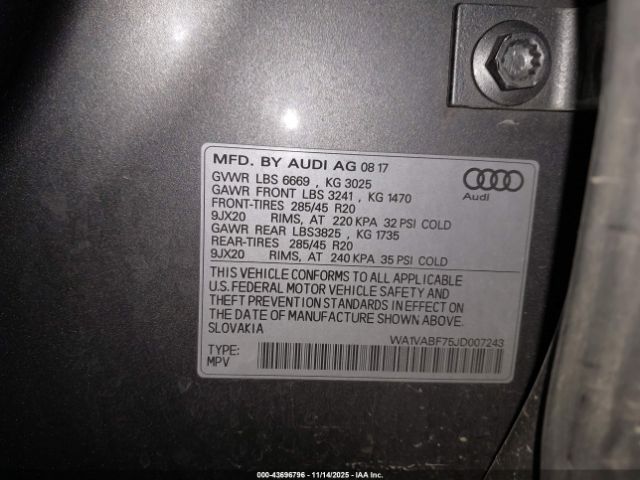 MFD. BY AUDI AG 08 17
GVWR LBS 6669 , KG 3025
GAWR FRONT LBS 3241 , KG 1470
FRONT-TIRES 285/45 R20
9JX20 RIMS, AT 220 KPA 32 PSI COLD
GAWR REAR LBS3825 , KG 1735
REAR-TIRES 285/45 R20
9JX20 RIMS, AT 240 KPA 35 PSI COLD
Audi
THIS VEHICLE CONFORMS TO ALL APPLICABLE
U.S. FEDERAL MOTOR VEHICLE SAFETY AND
THEFT PREVENTION STANDARDS IN EFFECT ON
THE DATE OF MANUFACTURE SHOWN ABOVE.
SLOVAKIA
WA1VABF75JD007243
TYPE:
MPV
000-43696796 - 11/14/2025 - IAA Inc.